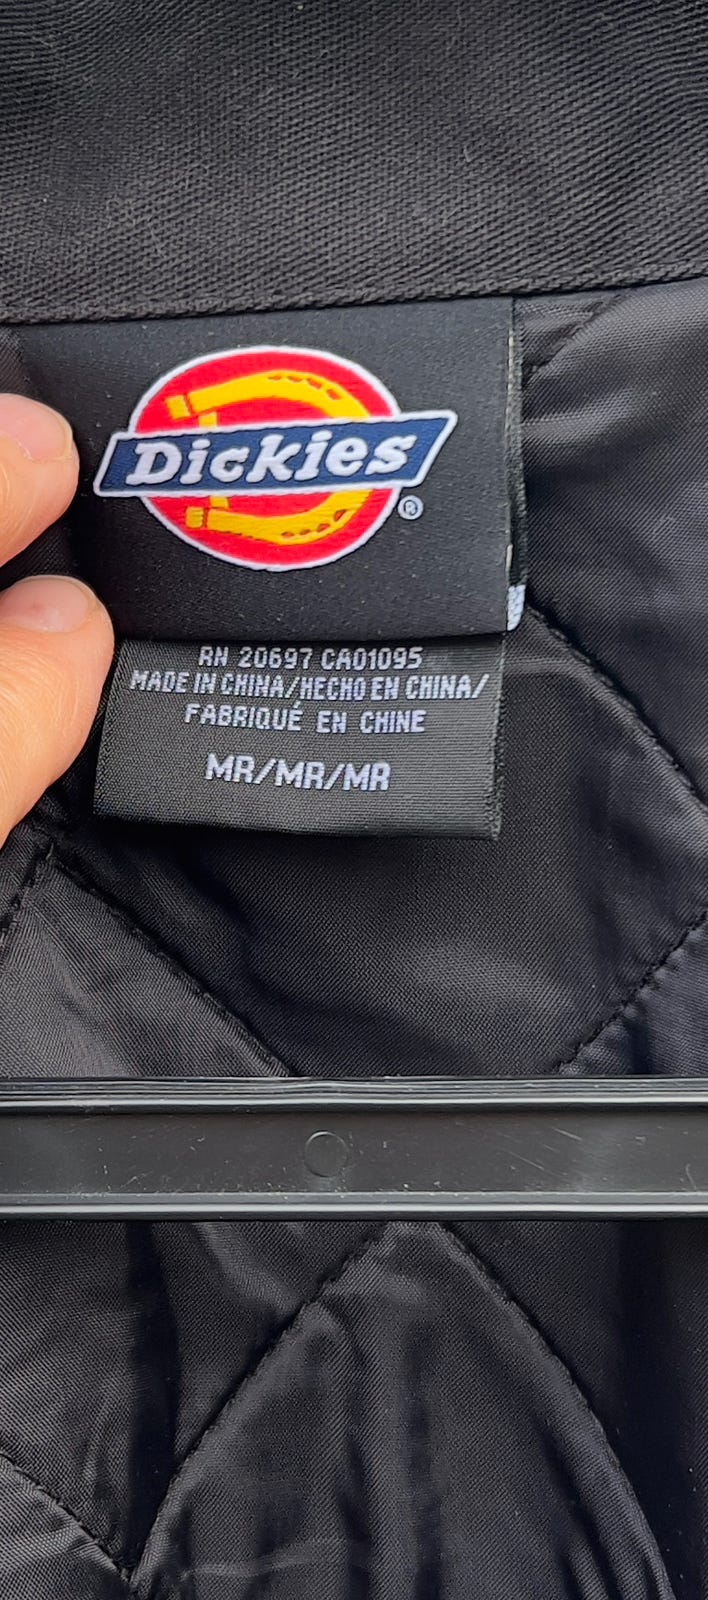 Dickies®
RN 20697 CA01095
MADE IN CHINA/HECHO EN CHINA/
FABRIQUÉ EN CHINE
MR/MR/MR